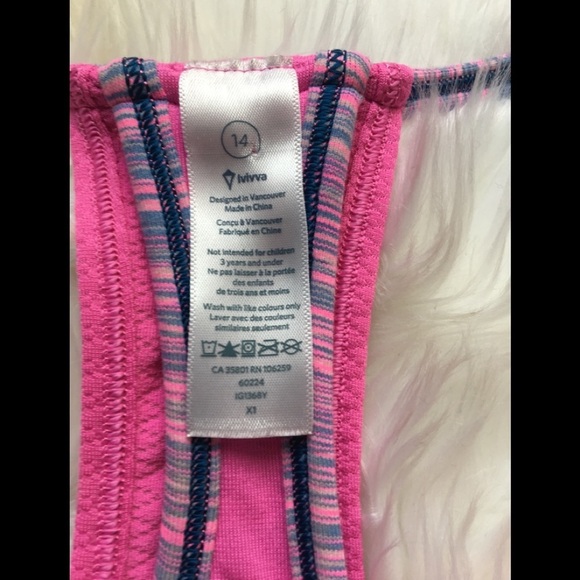 14
ivivva
Designed in Vancouver
Made in China
Conçu à Vancouver
Fabriqué en Chine
Not intended for children
3 years and under
Ne pas laisser à la portée
des enfants
de trois ans et moins
Wash with like colours only
Laver avec des couleurs
similaires seulement
CA 35801 RN 106259
60224
IG1368Y
X1